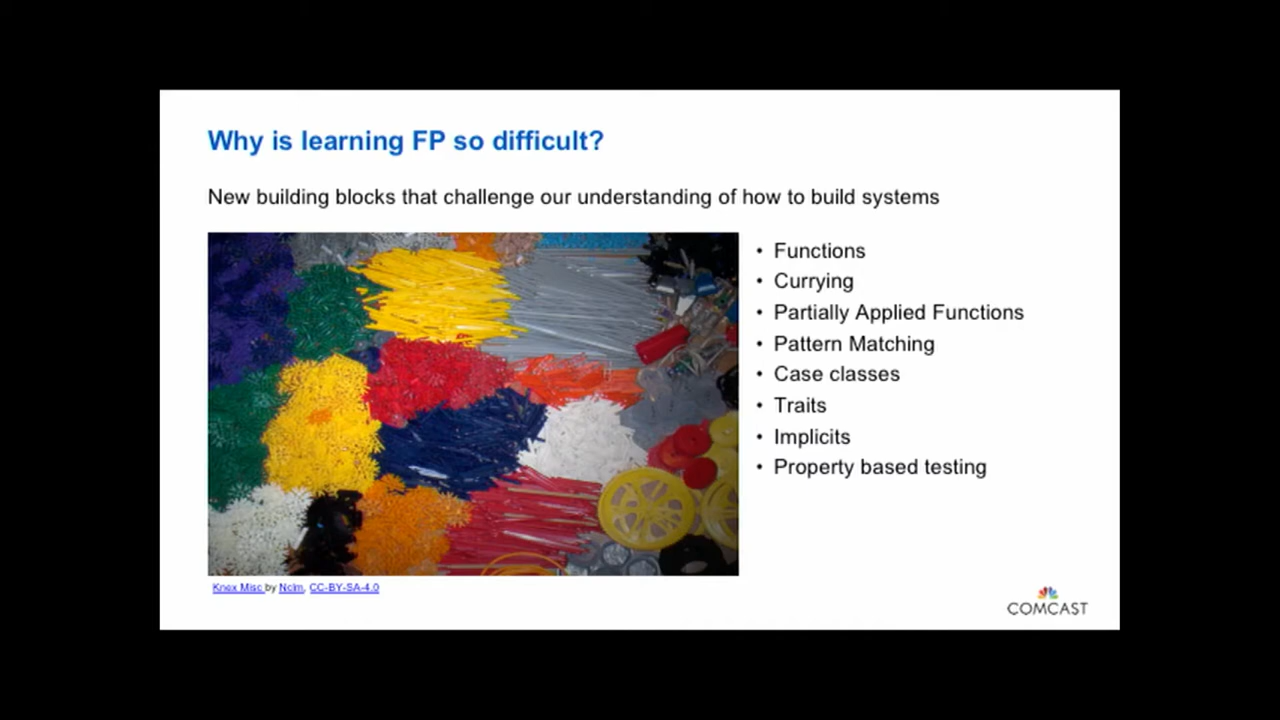 Why is learning FP so difficult?
New building blocks that challenge our understanding of how to build systems
• Functions
• Currying
• Partially Applied Functions
• Pattern Matching
• Case classes
• Traits
• Implicits
• Property based testing
Knex Misc by Nclm, CC-BY-SA-4.0
COMCAST